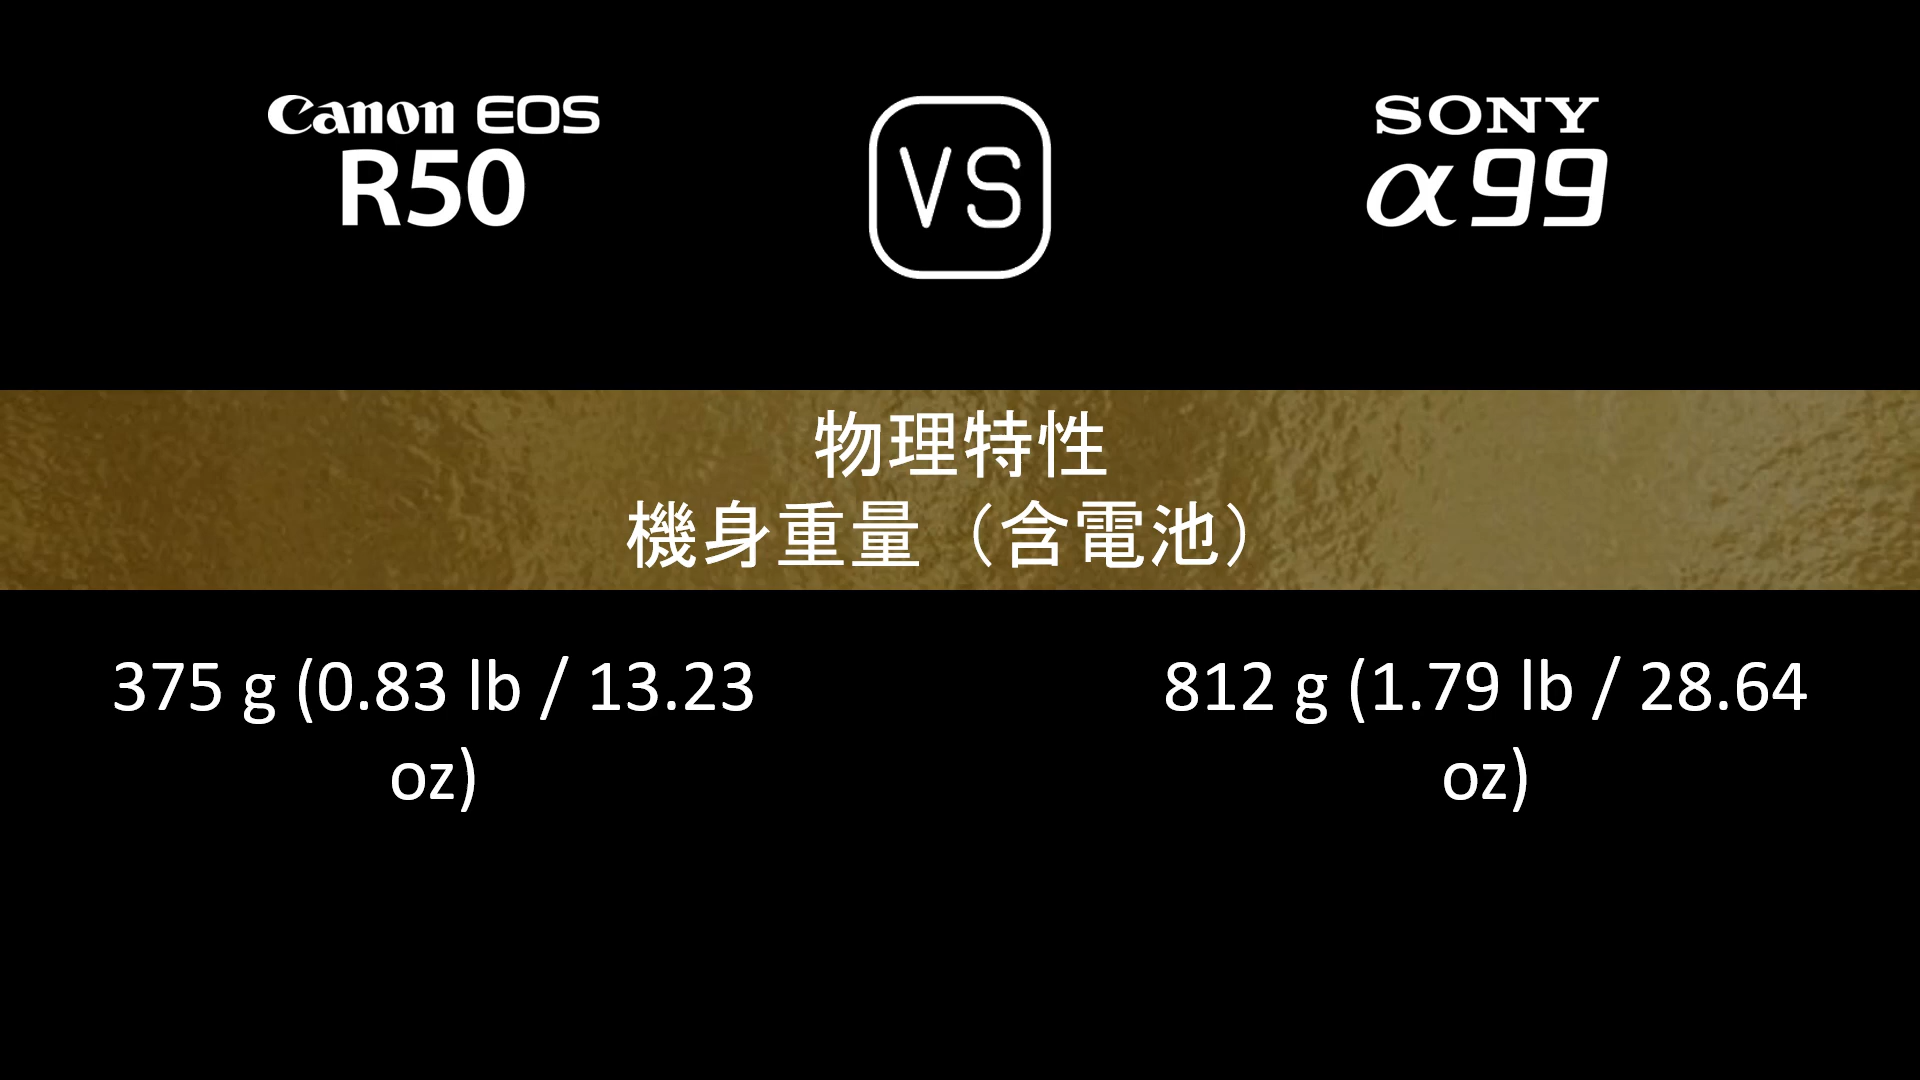 Canon EOS
R50
VS
SONY
α99
物理特性
機身重量（含電池）
375 g (0.83 lb / 13.23
oz)
812 g (1.79 lb / 28.64
oz)